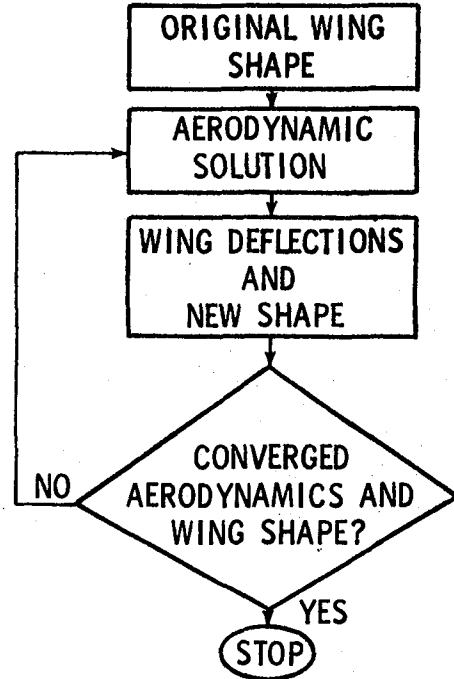 ORIGINAL WING
SHAPE
AERODYNAMIC
SOLUTION
WING DEFLECTIONS
AND
NEW SHAPE
CONVERGED
AERODYNAMICS AND
WING SHAPE?
NO
YES
STOP